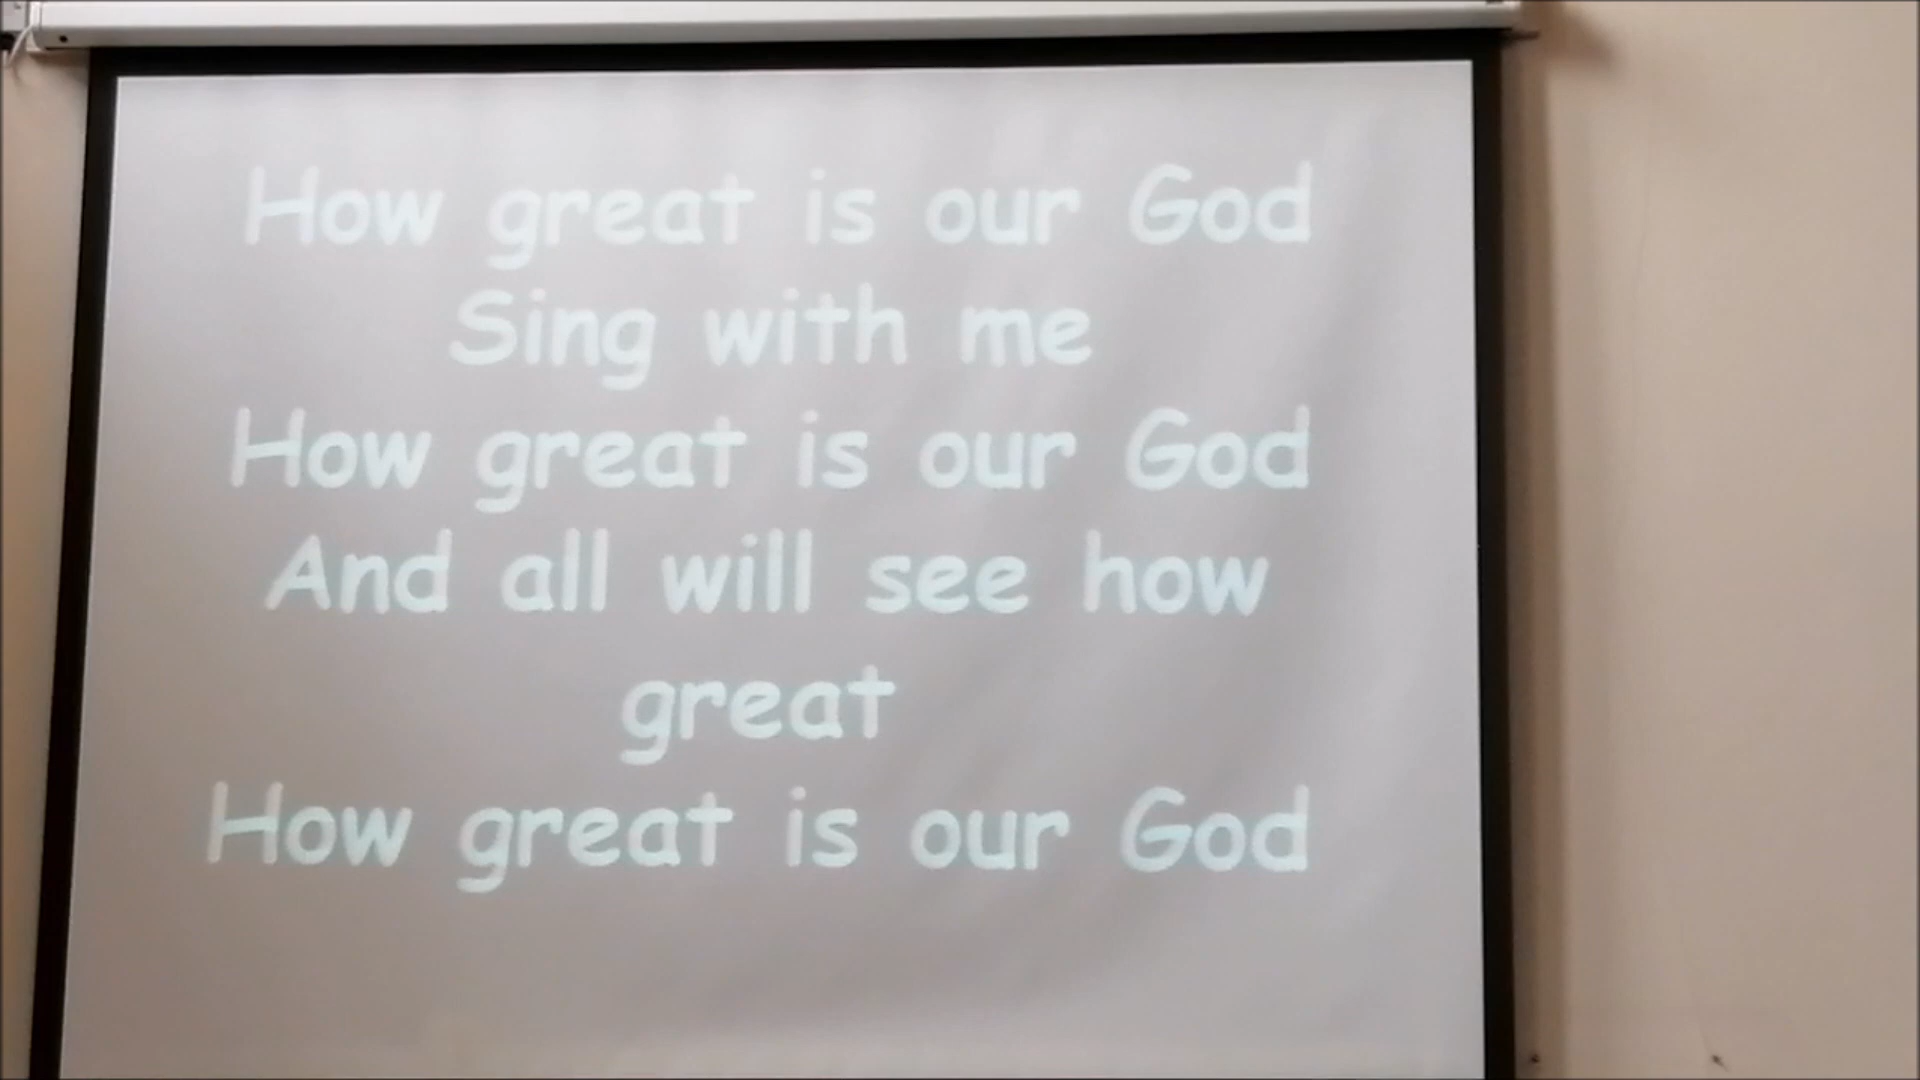 How great is our God
Sing with me
How great is our God
And all will see how
great
How great is our God